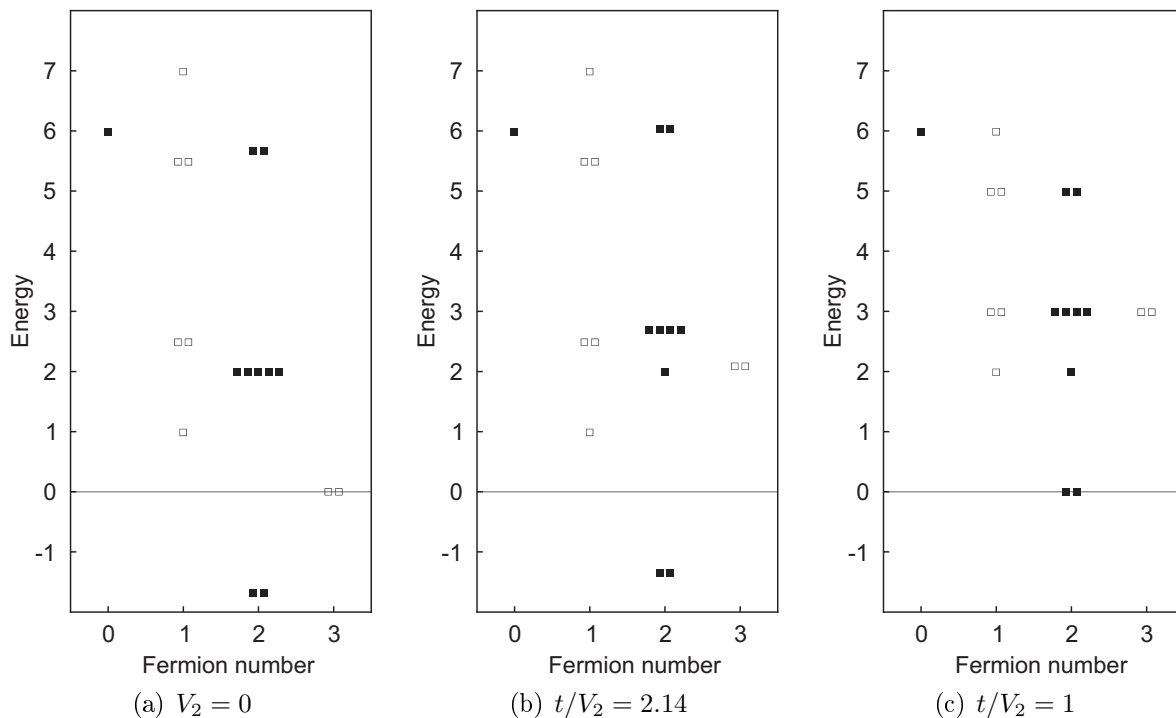 7
6
5
4
3
2
1
0
-1
Energy
0 1 2 3
Fermion number
(a) V₂ = 0
7
6
5
4
3
2
1
0
-1
Energy
0 1 2 3
Fermion number
(b) t/V₂ = 2.14
7
6
5
4
3
2
1
0
-1
Energy
0 1 2 3
Fermion number
(c) t/V₂ = 1